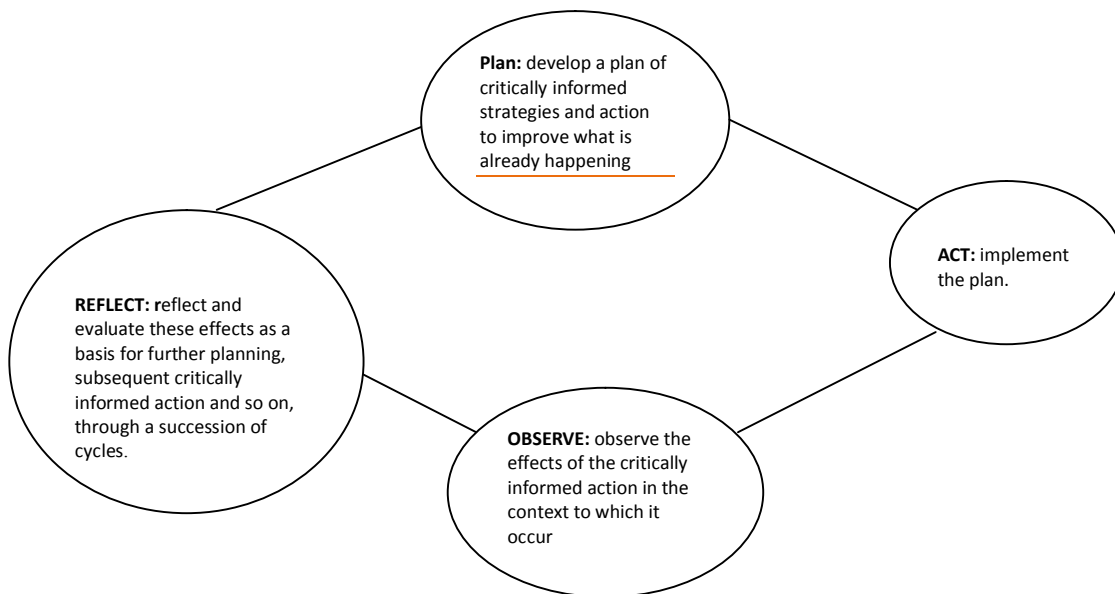 Plan: develop a plan of
critically informed
strategies and action
to improve what is
already happening
ACT: implement
the plan.
REFLECT: reflect and
evaluate these effects as a
basis for further planning,
subsequent critically
informed action and so on,
through a succession of
cycles.
OBSERVE: observe the
effects of the critically
informed action in the
context to which it
occur